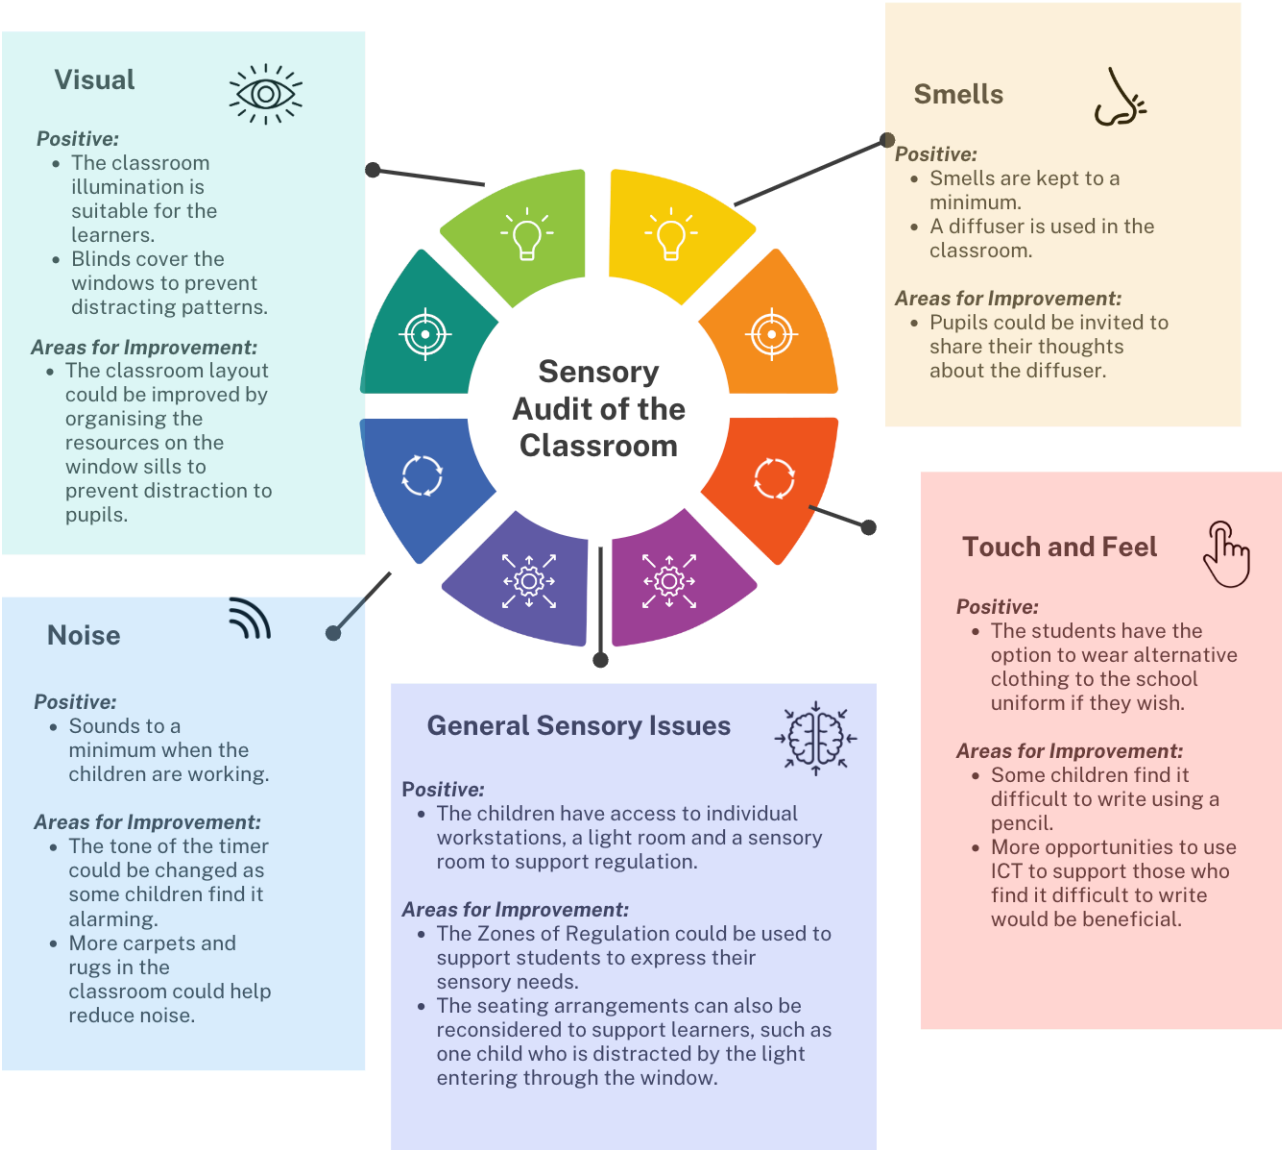 Visual
Positive:
• The classroom
illumination is
suitable for the
learners.
• Blinds cover the
windows to prevent
distracting patterns.
Areas for Improvement:
• The classroom layout
could be improved by
organising the
resources on the
window sills to
prevent distraction to
pupils.
Smells
Positive:
• Smells are kept to a
minimum.
• A diffuser is used in the
classroom.
Areas for Improvement:
• Pupils could be invited to
share their thoughts
about the diffuser.
Sensory
Audit of the
Classroom
Touch and Feel
Positive:
• The students have the
option to wear alternative
clothing to the school
uniform if they wish.
Areas for Improvement:
• Some children find it
difficult to write using a
pencil.
• More opportunities to use
ICT to support those who
find it difficult to write
would be beneficial.
Noise
Positive:
• Sounds to a
minimum when the
children are working.
Areas for Improvement:
• The tone of the timer
could be changed as
some children find it
alarming.
• More carpets and
rugs in the
classroom could help
reduce noise.
General Sensory Issues
Positive:
• The children have access to individual
workstations, a light room and a sensory
room to support regulation.
Areas for Improvement:
• The Zones of Regulation could be used to
support students to express their
sensory needs.
• The seating arrangements can also be
reconsidered to support learners, such as
one child who is distracted by the light
entering through the window.